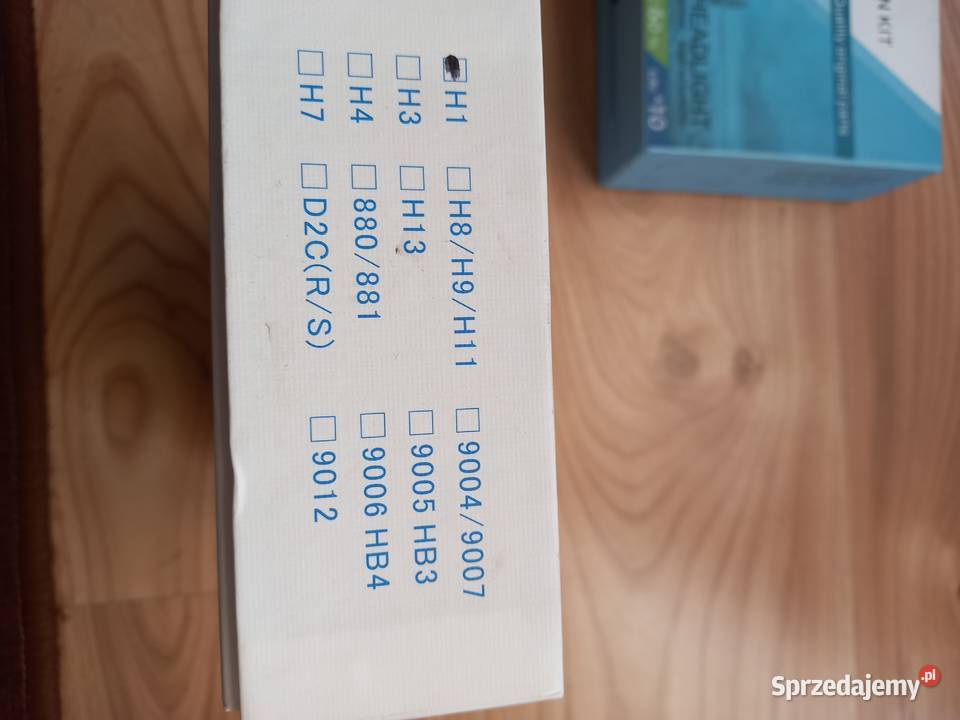 ☐H1 ☐H8/H9/H11 ☐9004/9007
☐H3 ☐H13 ☐9005 HB3
☐H4 ☐880/881 ☐9006 HB4
☐H7 ☐D2C(R/S) ☐9012
N KIT
HEADLIGHT
Sprzedajemy.pl